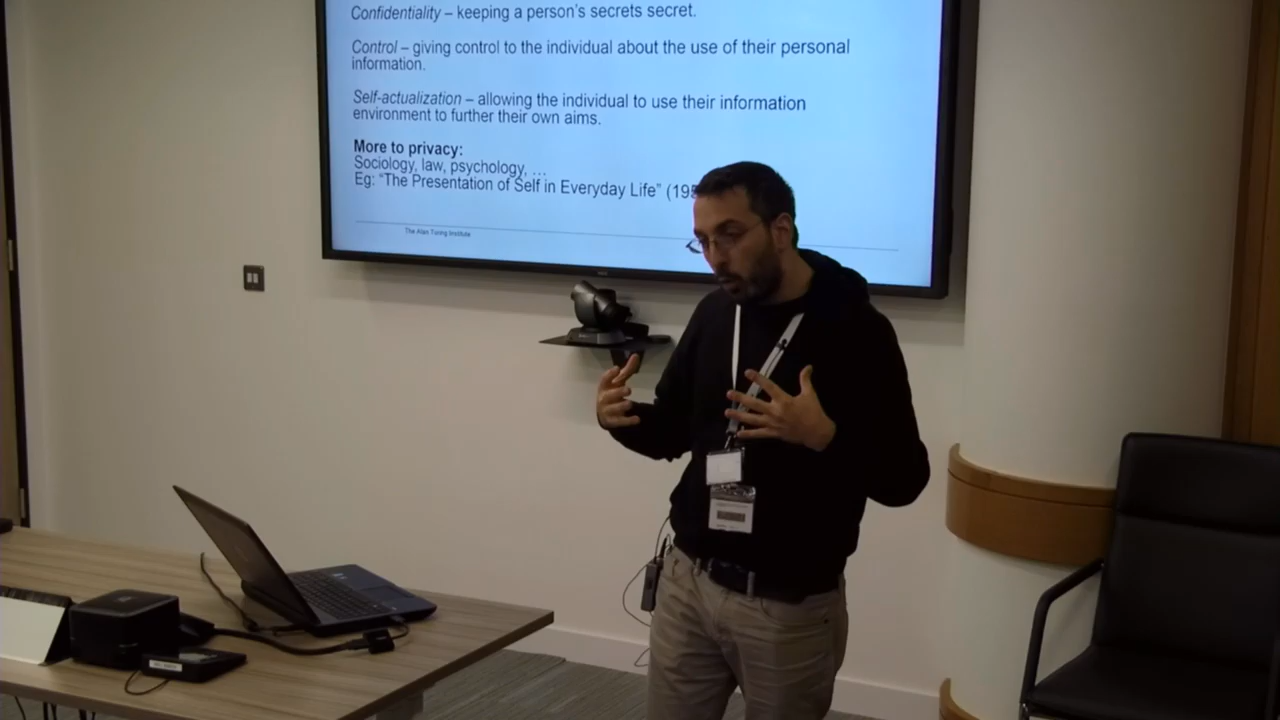 Confidentiality – keeping a person's secrets secret.
Control – giving control to the individual about the use of their personal
information.
Self-actualization – allowing the individual to use their information
environment to further their own aims.
More to privacy:
Sociology, law, psychology, …
Eg: “The Presentation of Self in Everyday Life” (195
The Alan Turing Institute